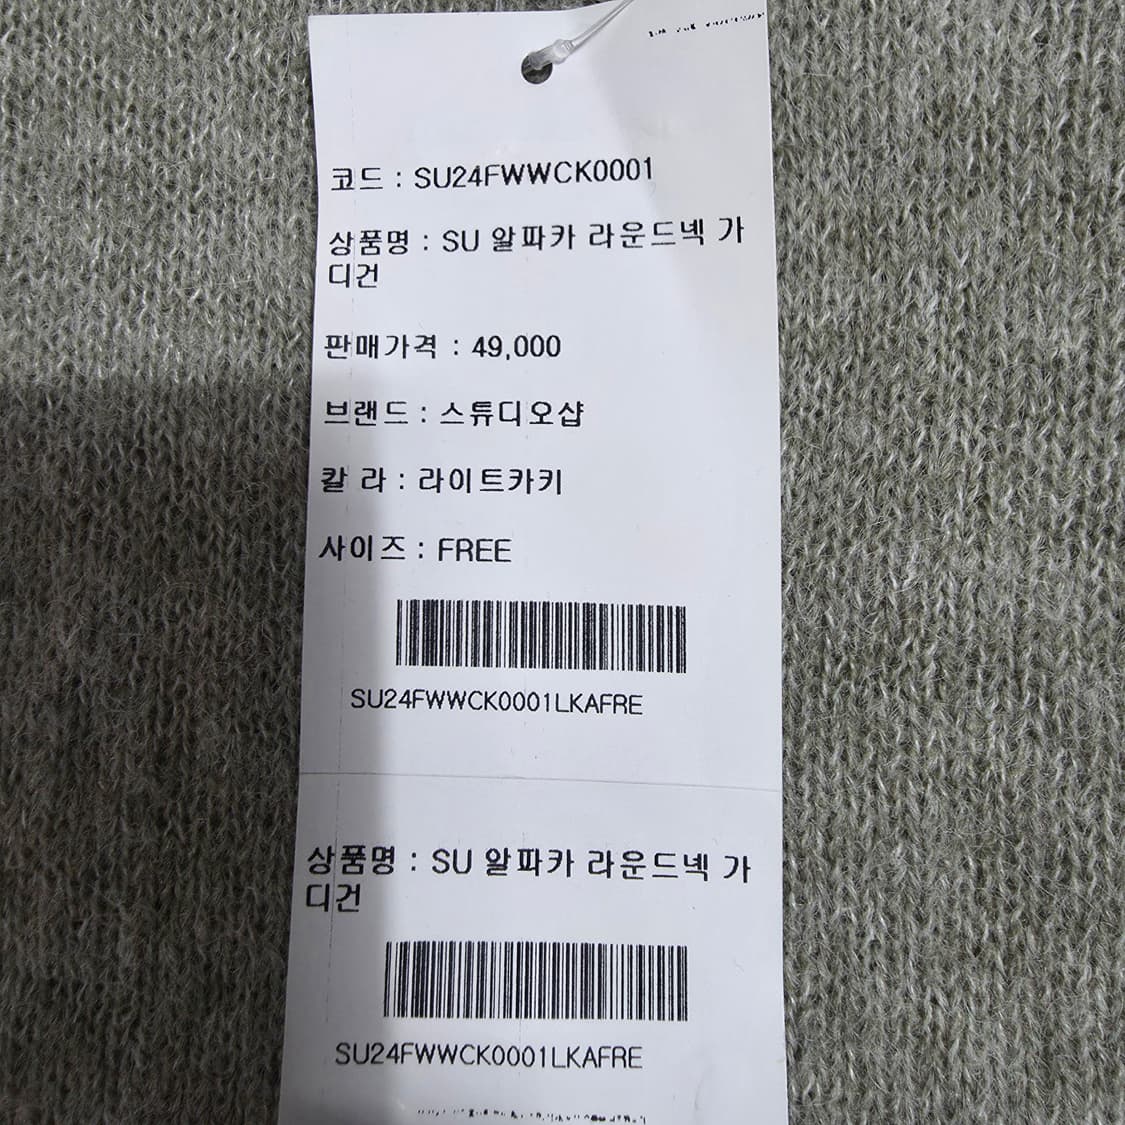 코드 : SU24FWWCK0001
상품명 : SU 알파카 라운드넥 가
디건
판매가격 : 49,000
브랜드 : 스튜디오샵
칼 라 : 라이트카키
사이즈 : FREE
SU24FWWCK0001LKAFRE
상품명 : SU 알파카 라운드넥 가
디건
SU24FWWCK0001LKAFRE